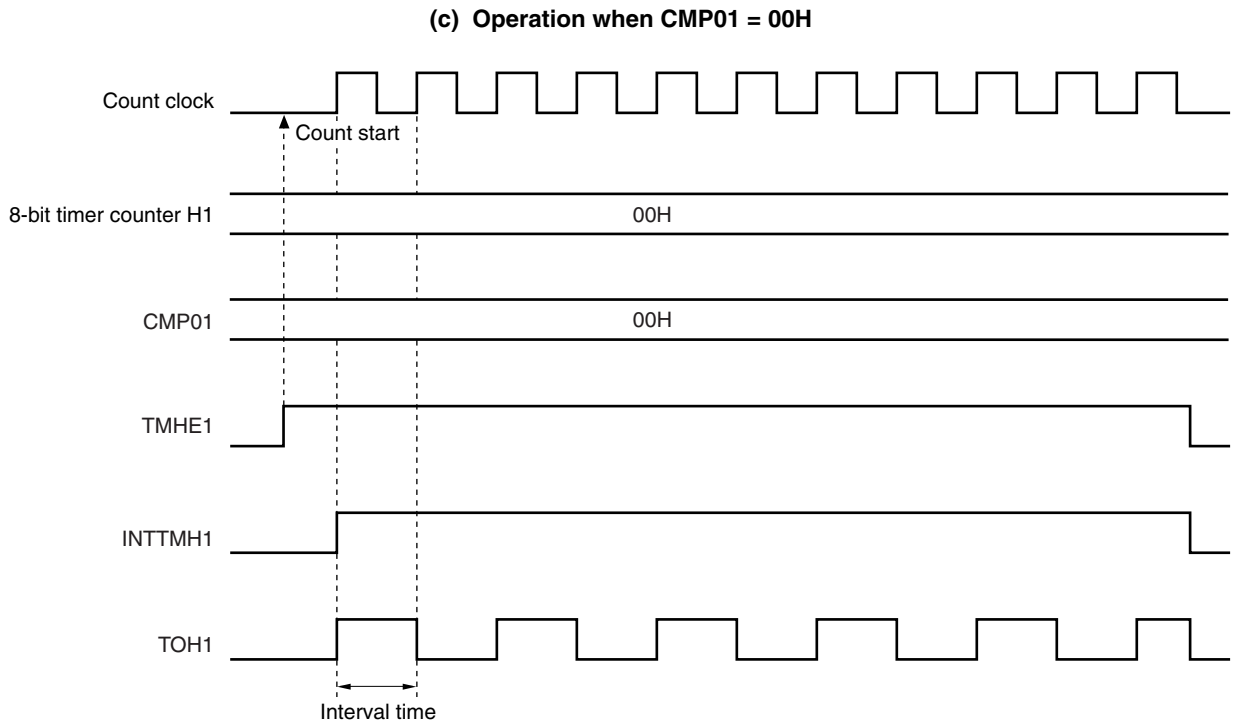 (c) Operation when CMP01 = 00H
Count clock
Count start
8-bit timer counter H1
00H
CMP01
00H
TMHE1
INTTMH1
TOH1
Interval time